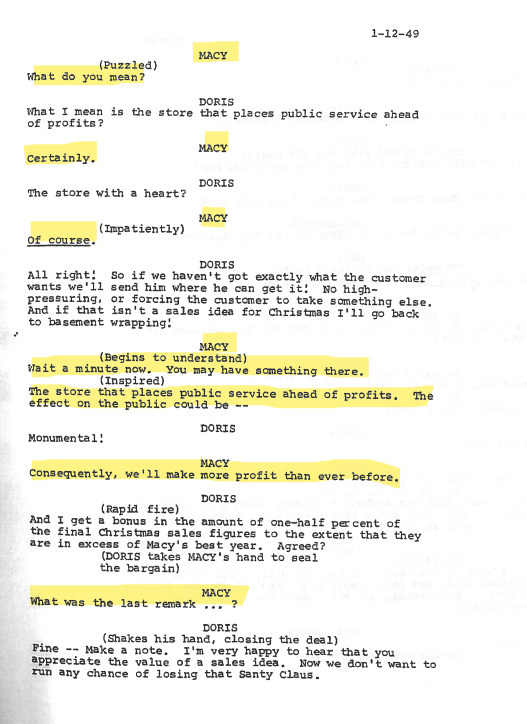 1-12-49
MACY
(Puzzled)
What do you mean?
DORIS
What I mean is the store that places public service ahead
of profits?
MACY
Certainly.
DORIS
The store with a heart?
MACY
(Impatiently)
Of course.
DORIS
All right! So if we haven't got exactly what the customer
wants we'll send him where he can get it! No high-
pressuring, or forcing the customer to take something else.
And if that isn't a sales idea for Christmas I'll go back
to basement wrapping!
MACY
(Begins to understand)
Wait a minute now. You may have something there.
(Inspired)
The store that places public service ahead of profits. The
effect on the public could be --
DORIS
Monumental!
MACY
Consequently, we'll make more profit than ever before.
DORIS
(Rapid fire)
And I get a bonus in the amount of one-half percent of
the final Christmas sales figures to the extent that they
are in excess of Macy's best year. Agreed?
(DORIS takes MACY's hand to seal
the bargain)
MACY
What was the last remark ... ?
DORIS
(Shakes his hand, closing the deal)
Fine -- Make a note. I'm very happy to hear that you
appreciate the value of a sales idea. Now we don't want to
run any chance of losing that Santy Claus.